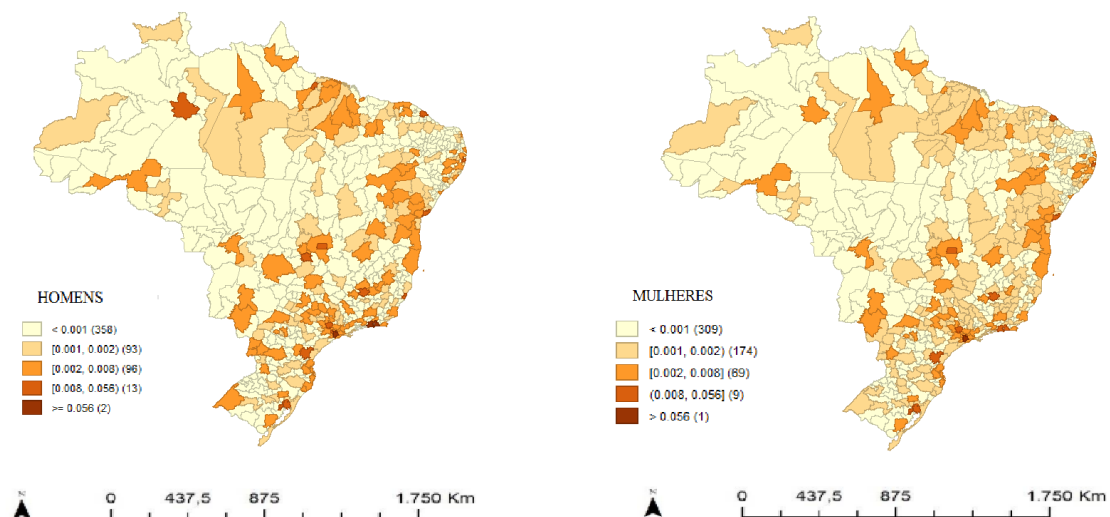 HOMENS
< 0.001 (358)
[0.001, 0.002) (93)
[0.002, 0.008) (96)
[0.008, 0.056) (13)
>= 0.056 (2)
N
0 437,5 875 1.750 Km
MULHERES
< 0.001 (309)
[0.001, 0.002) (174)
[0.002, 0.008] (69)
(0.008, 0.056] (9)
> 0.056 (1)
N
0 437,5 875 1.750 Km